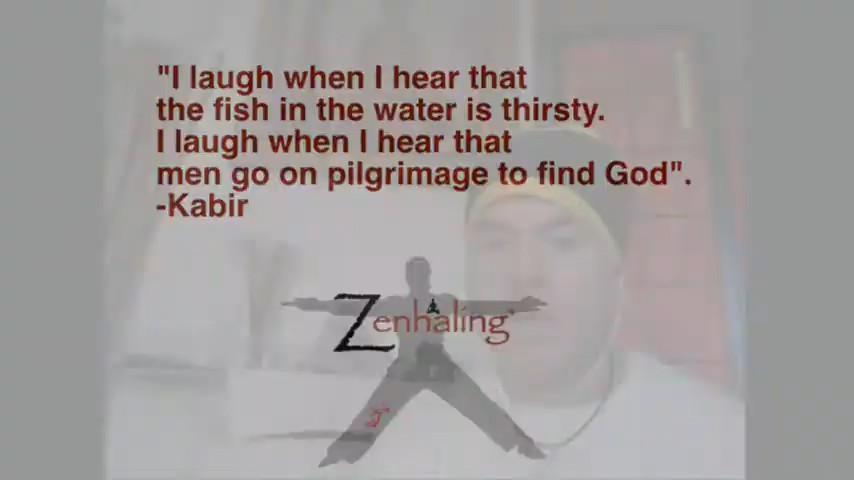 "I laugh when I hear that
the fish in the water is thirsty.
I laugh when I hear that
men go on pilgrimage to find God".
-Kabir
Zenhaling